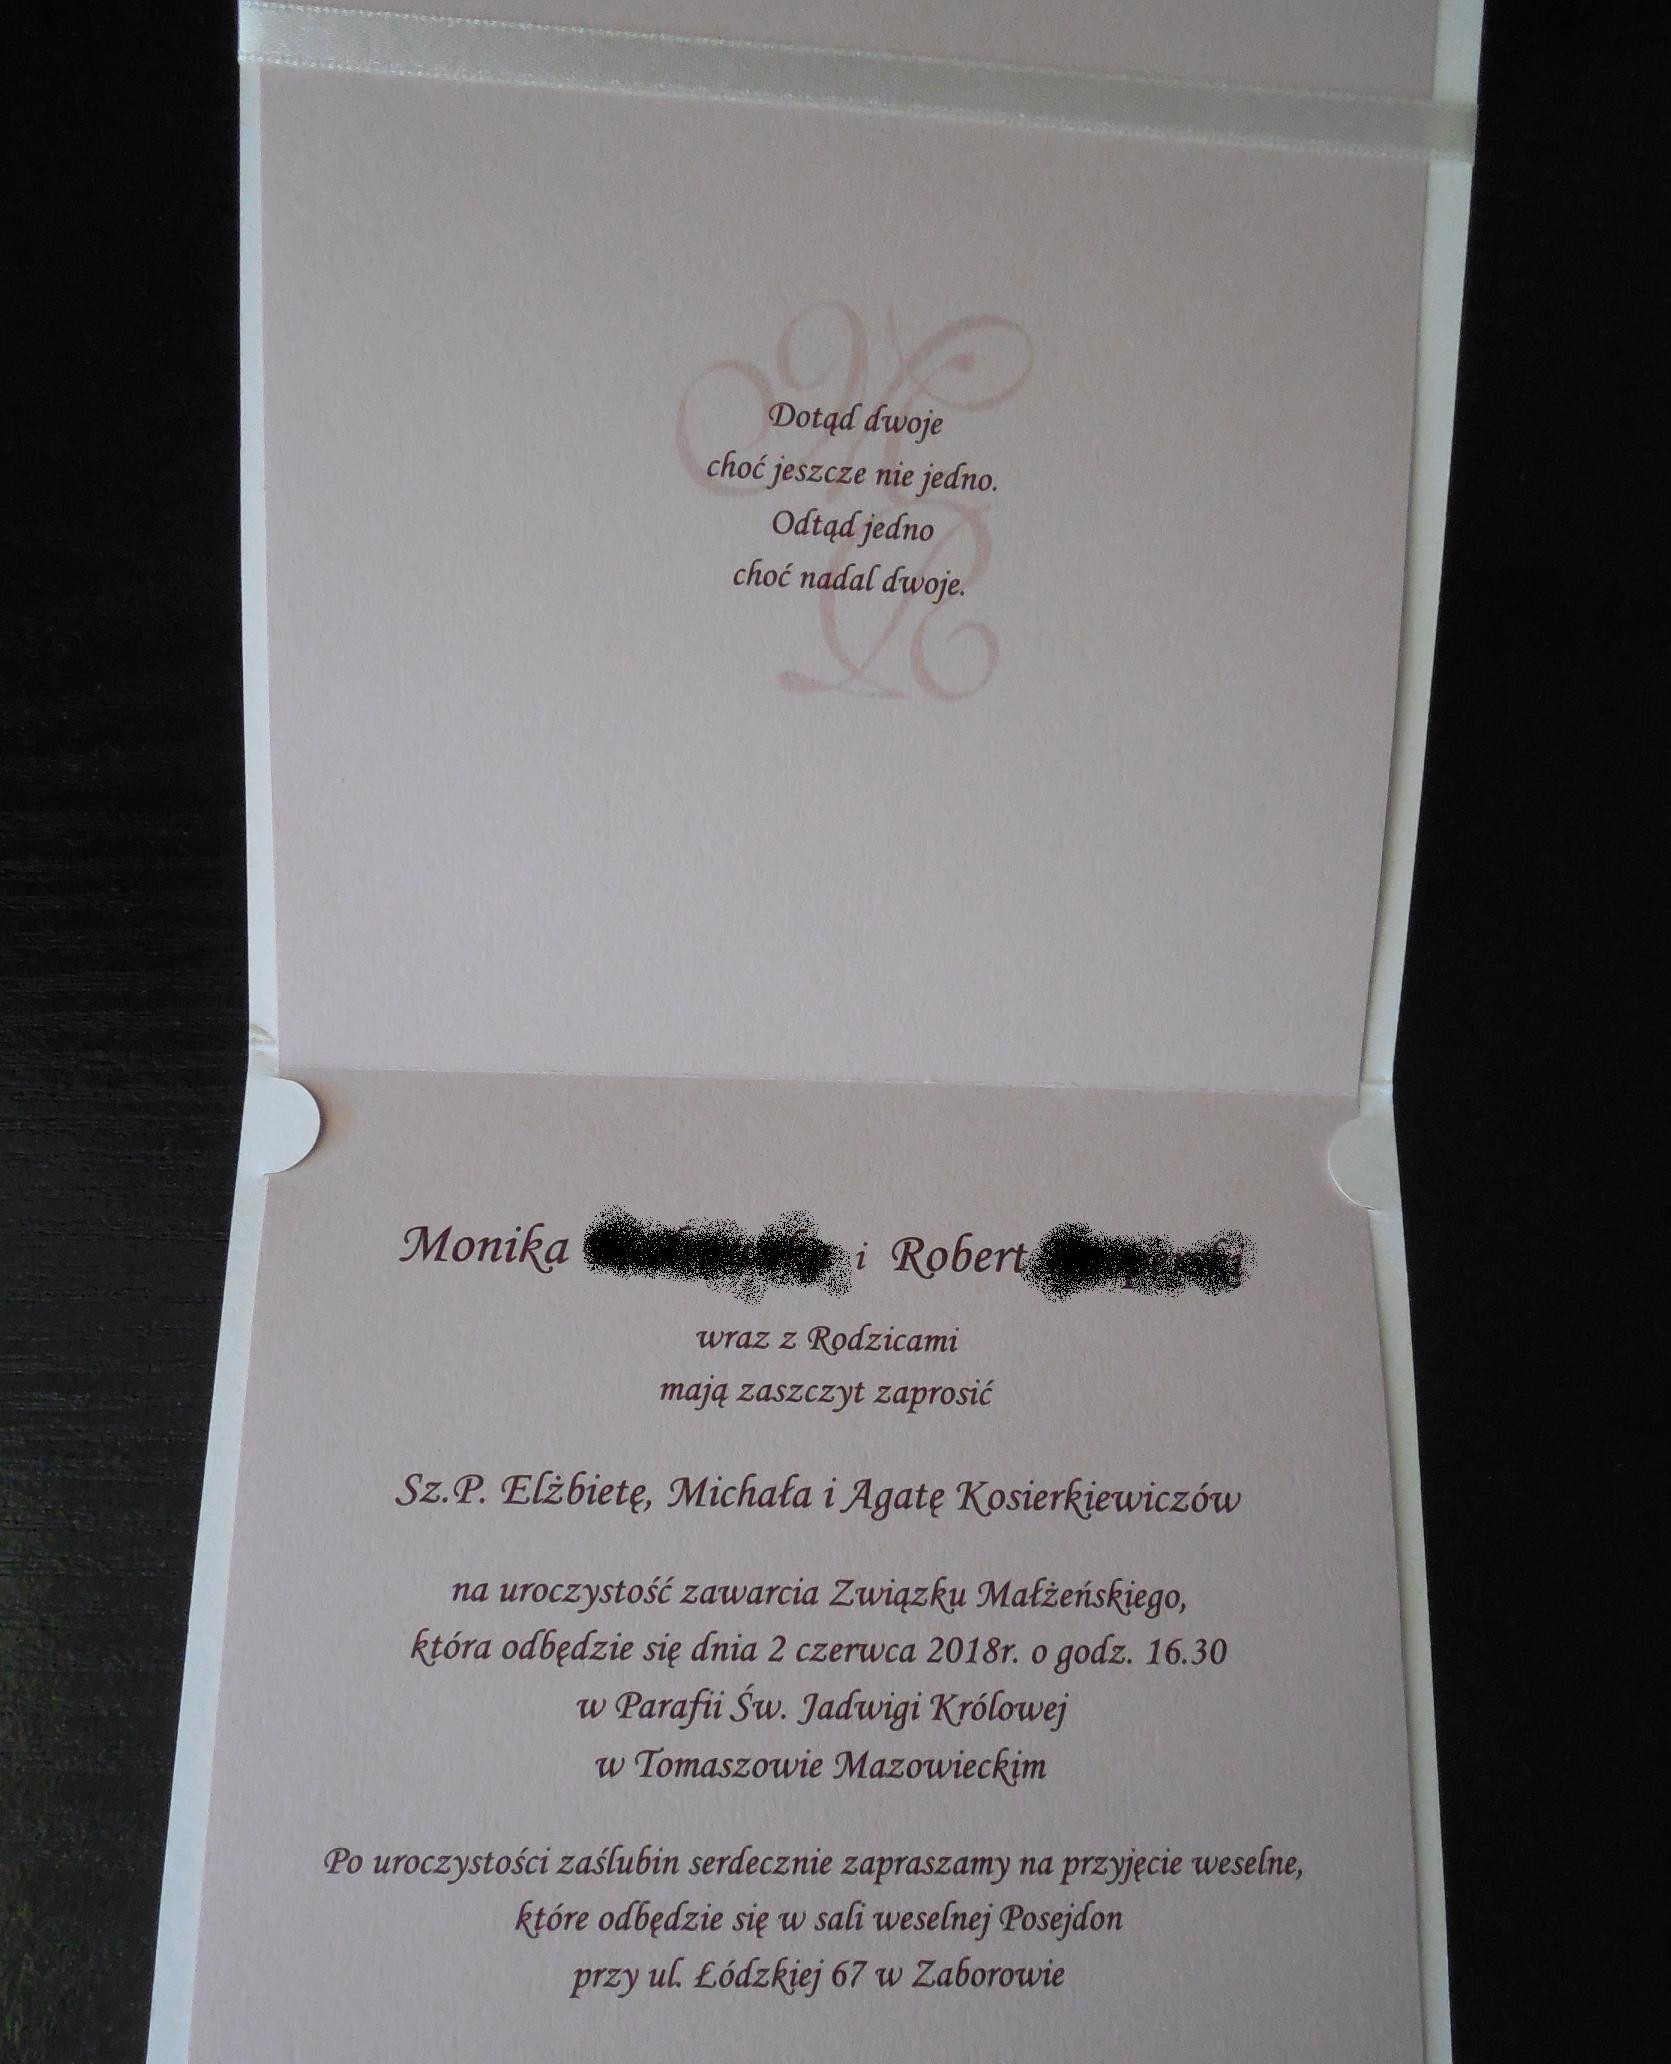 Dotąd dwoje
choć jeszcze nie jedno.
Odtąd jedno
choć nadal dwoje.
Monika i Robert
wraz z Rodzicami
mają zaszczyt zaprosić
Sz.P. Elżbietę, Michała i Agatę Kosierkiewiczów
na uroczystość zawarcia Związku Małżeńskiego,
która odbędzie się dnia 2 czerwca 2018r. o godz. 16.30
w Parafii Św. Jadwigi Królowej
w Tomaszowie Mazowieckim
Po uroczystości zaślubin serdecznie zapraszamy na przyjęcie weselne,
które odbędzie się w sali weselnej Posejdon
przy ul. Łódzkiej 67 w Zaborowie